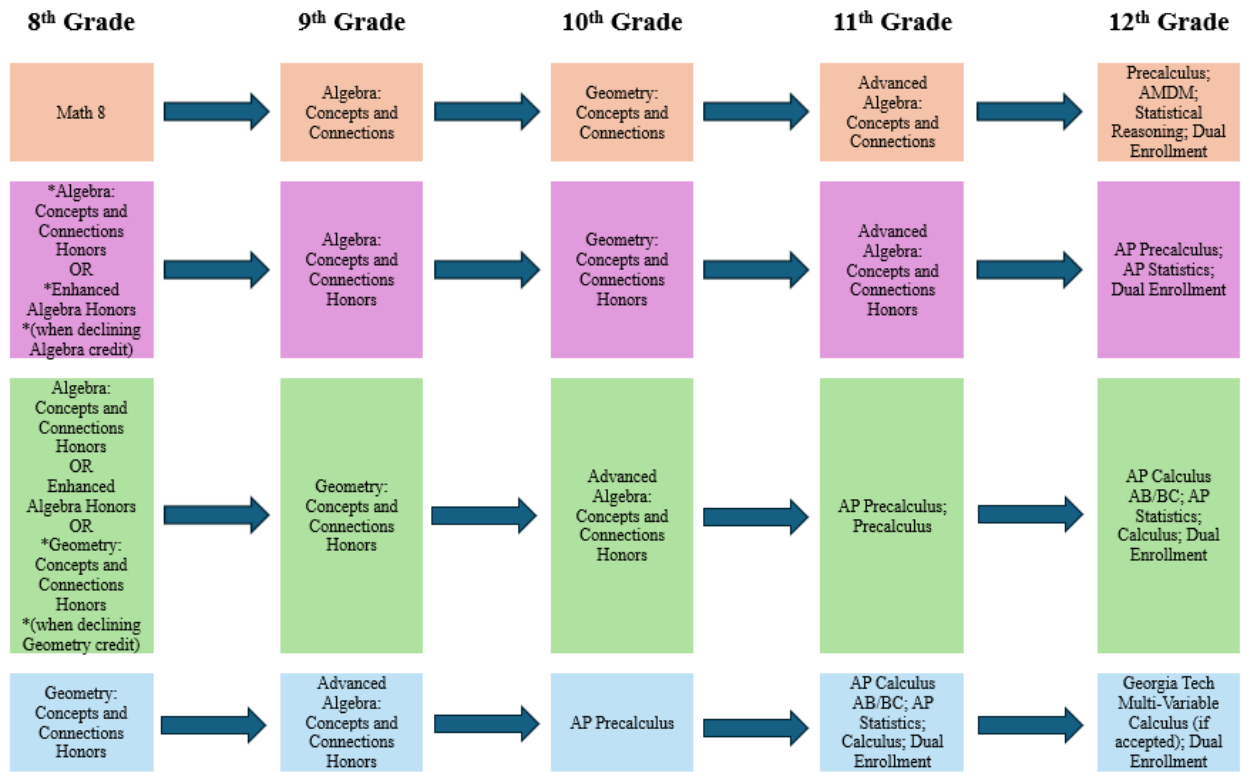 8th Grade
9th Grade
10th Grade
11th Grade
12th Grade
Math 8
Algebra:
Concepts and
Connections
Geometry:
Concepts and
Connections
Advanced
Algebra:
Concepts and
Connections
Precalculus;
AMDM;
Statistical
Reasoning; Dual
Enrollment
*Algebra:
Concepts and
Connections
Honors
OR
*Enhanced
Algebra Honors
*(when declining
Algebra credit)
Algebra:
Concepts and
Connections
Honors
Geometry:
Concepts and
Connections
Honors
Advanced
Algebra:
Concepts and
Connections
Honors
AP Precalculus;
AP Statistics;
Dual Enrollment
Algebra:
Concepts and
Connections
Honors
OR
Enhanced
Algebra Honors
OR
*Geometry:
Concepts and
Connections
Honors
*(when declining
Geometry credit)
Geometry:
Concepts and
Connections
Honors
Advanced
Algebra:
Concepts and
Connections
Honors
AP Precalculus;
Precalculus
AP Calculus
AB/BC; AP
Statistics;
Calculus; Dual
Enrollment
Geometry:
Concepts and
Connections
Honors
Advanced
Algebra:
Concepts and
Connections
Honors
AP Precalculus
AP Calculus
AB/BC; AP
Statistics;
Calculus; Dual
Enrollment
Georgia Tech
Multi-Variable
Calculus (if
accepted); Dual
Enrollment